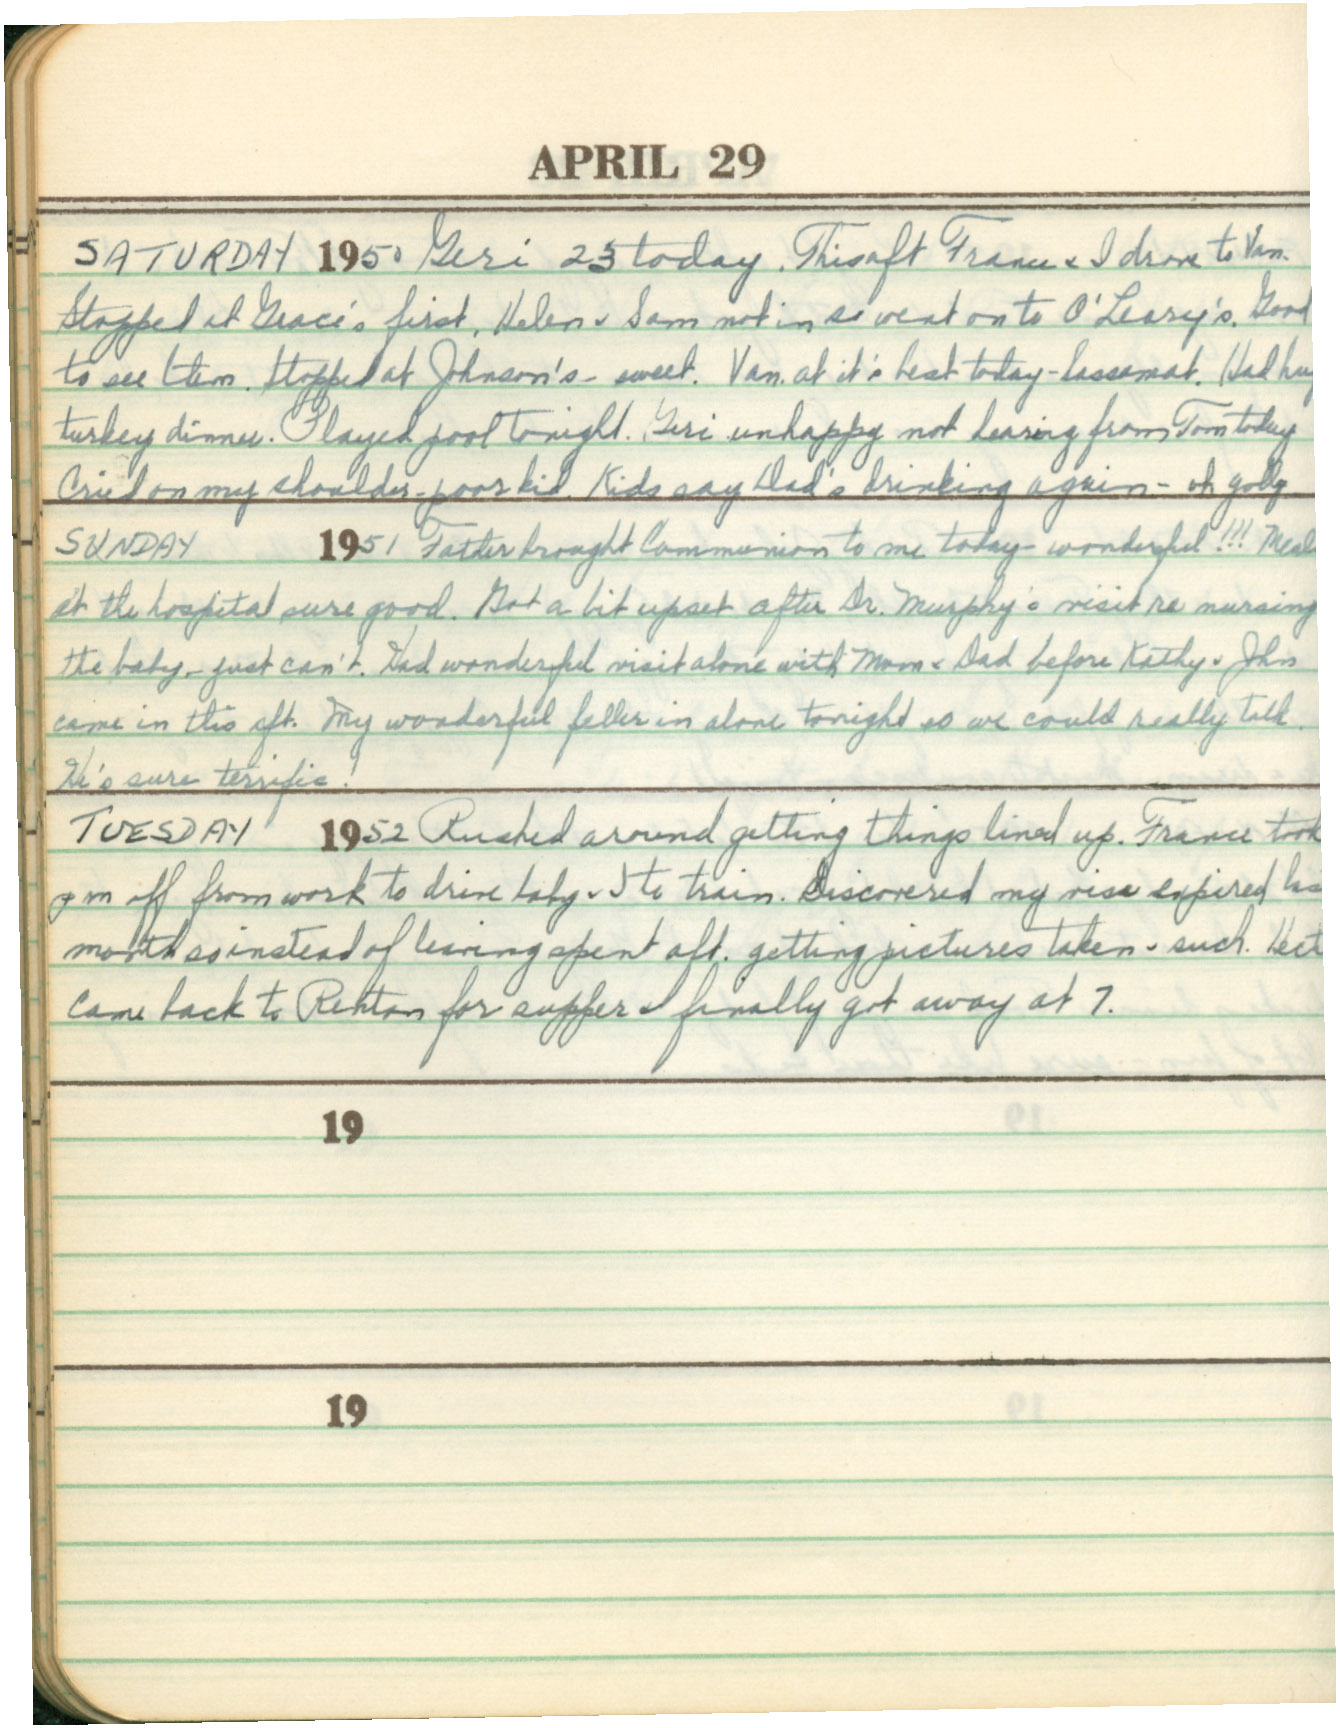 APRIL 29
SATURDAY 1950 Geri 23 today. This aft France & I drove to Van.
Stopped at Grace's first, Helen & Sam not in so went on to O'Leary's. Good
to see them. Stopped at Johnson's - sweet. Van. at it's best today - Had
turkey dinner. Played pool tonight. Geri unhappy not hearing from Tom today
Cried on my shoulder - poor kid. Kids say Dad's drinking again - oh golly
SUNDAY 1951 Father brought Communion to me today - wonderful!!! Meals
at the hospital sure good. Got a bit upset after Dr. Murphy's visit re nursing
the baby - just can't. Had wonderful visit alone with Mom & Dad before Kathy & John
came in this aft. My wonderful feller in alone tonight so we could really talk.
He's sure terrific!
TUESDAY 1952 Rushed around getting things lined up. France took
pm off from work to drive baby & I to train. Discovered my visa expired las
month so instead of leaving spent aft. getting pictures taken & such.
Came back to Renton for supper & finally got away at 7.
19
19